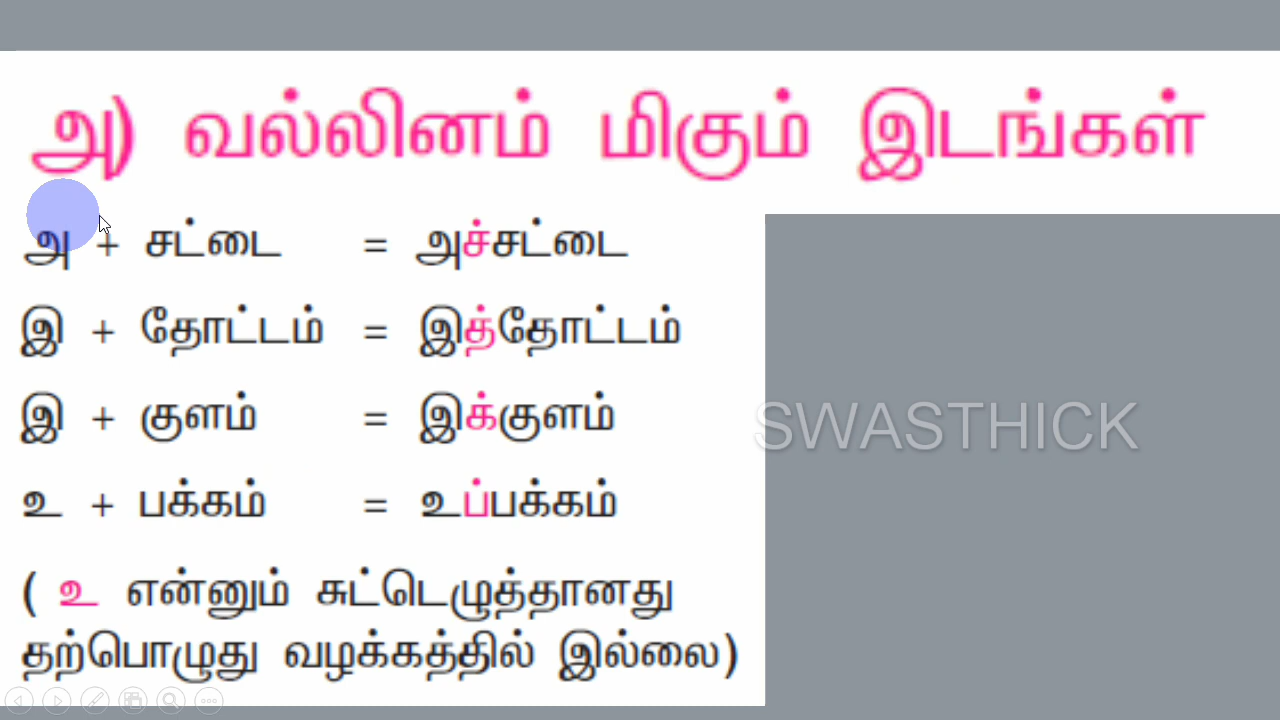 அ) வல்லினம் மிகும் இடங்கள்
அ + சட்டை = அச்சட்டை
இ + தோட்டம் = இத்தோட்டம்
இ + குளம் = இக்குளம்
உ + பக்கம் = உப்பக்கம்
( உ என்னும் சுட்டெழுத்தானது
தற்பொழுது வழக்கத்தில் இல்லை)
SWASTHICK